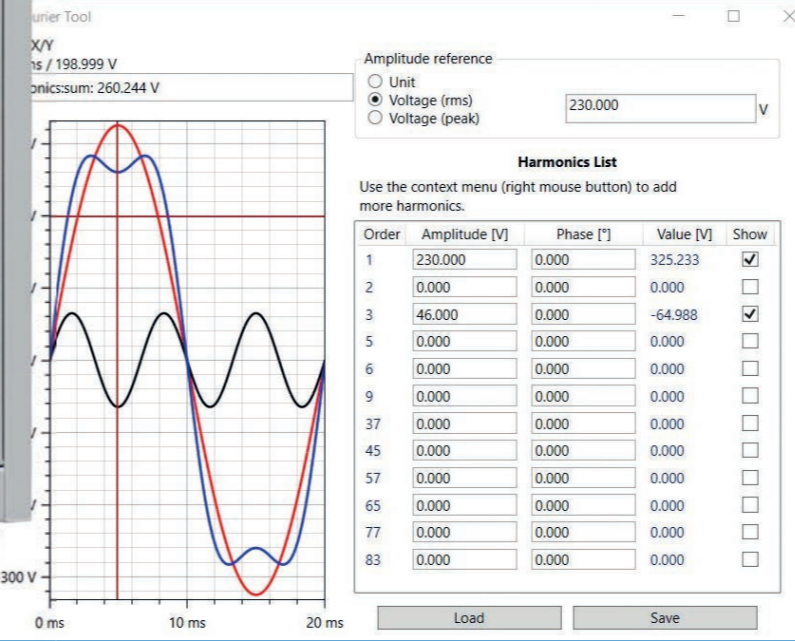 urier Tool
X/Y
ns / 198.999 V
onics:sum: 260.244 V
V
V
V
V
V
V
300 V
0 ms 10 ms 20 ms
Amplitude reference
Unit
Voltage (rms)
Voltage (peak)
230.000 V
Harmonics List
Use the context menu (right mouse button) to add
more harmonics.
Order Amplitude [V] Phase [°] Value [V] Show
1 230.000 0.000 325.233
2 0.000 0.000 0.000
3 46.000 0.000 -64.988
5 0.000 0.000 0.000
6 0.000 0.000 0.000
9 0.000 0.000 0.000
37 0.000 0.000 0.000
45 0.000 0.000 0.000
57 0.000 0.000 0.000
65 0.000 0.000 0.000
77 0.000 0.000 0.000
83 0.000 0.000 0.000
Load Save